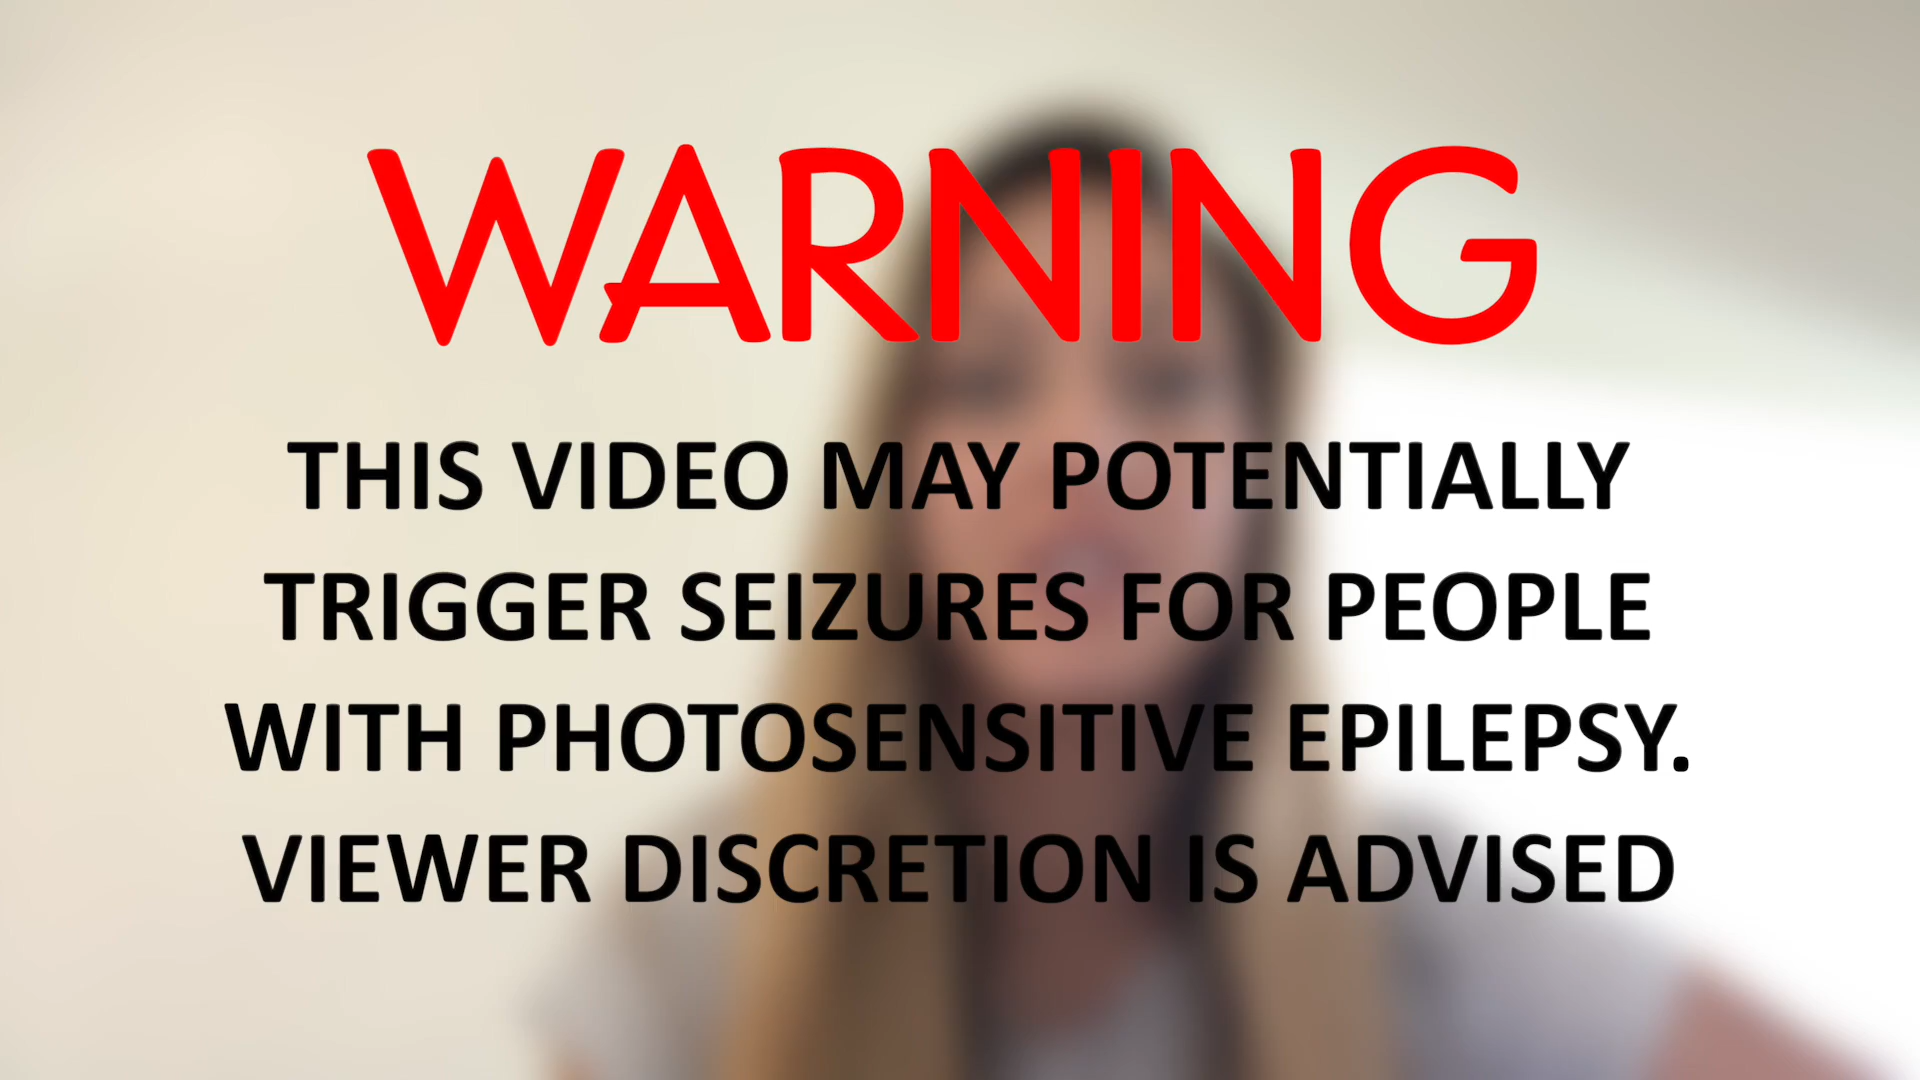 WARNING
THIS VIDEO MAY POTENTIALLY
TRIGGER SEIZURES FOR PEOPLE
WITH PHOTOSENSITIVE EPILEPSY.
VIEWER DISCRETION IS ADVISED